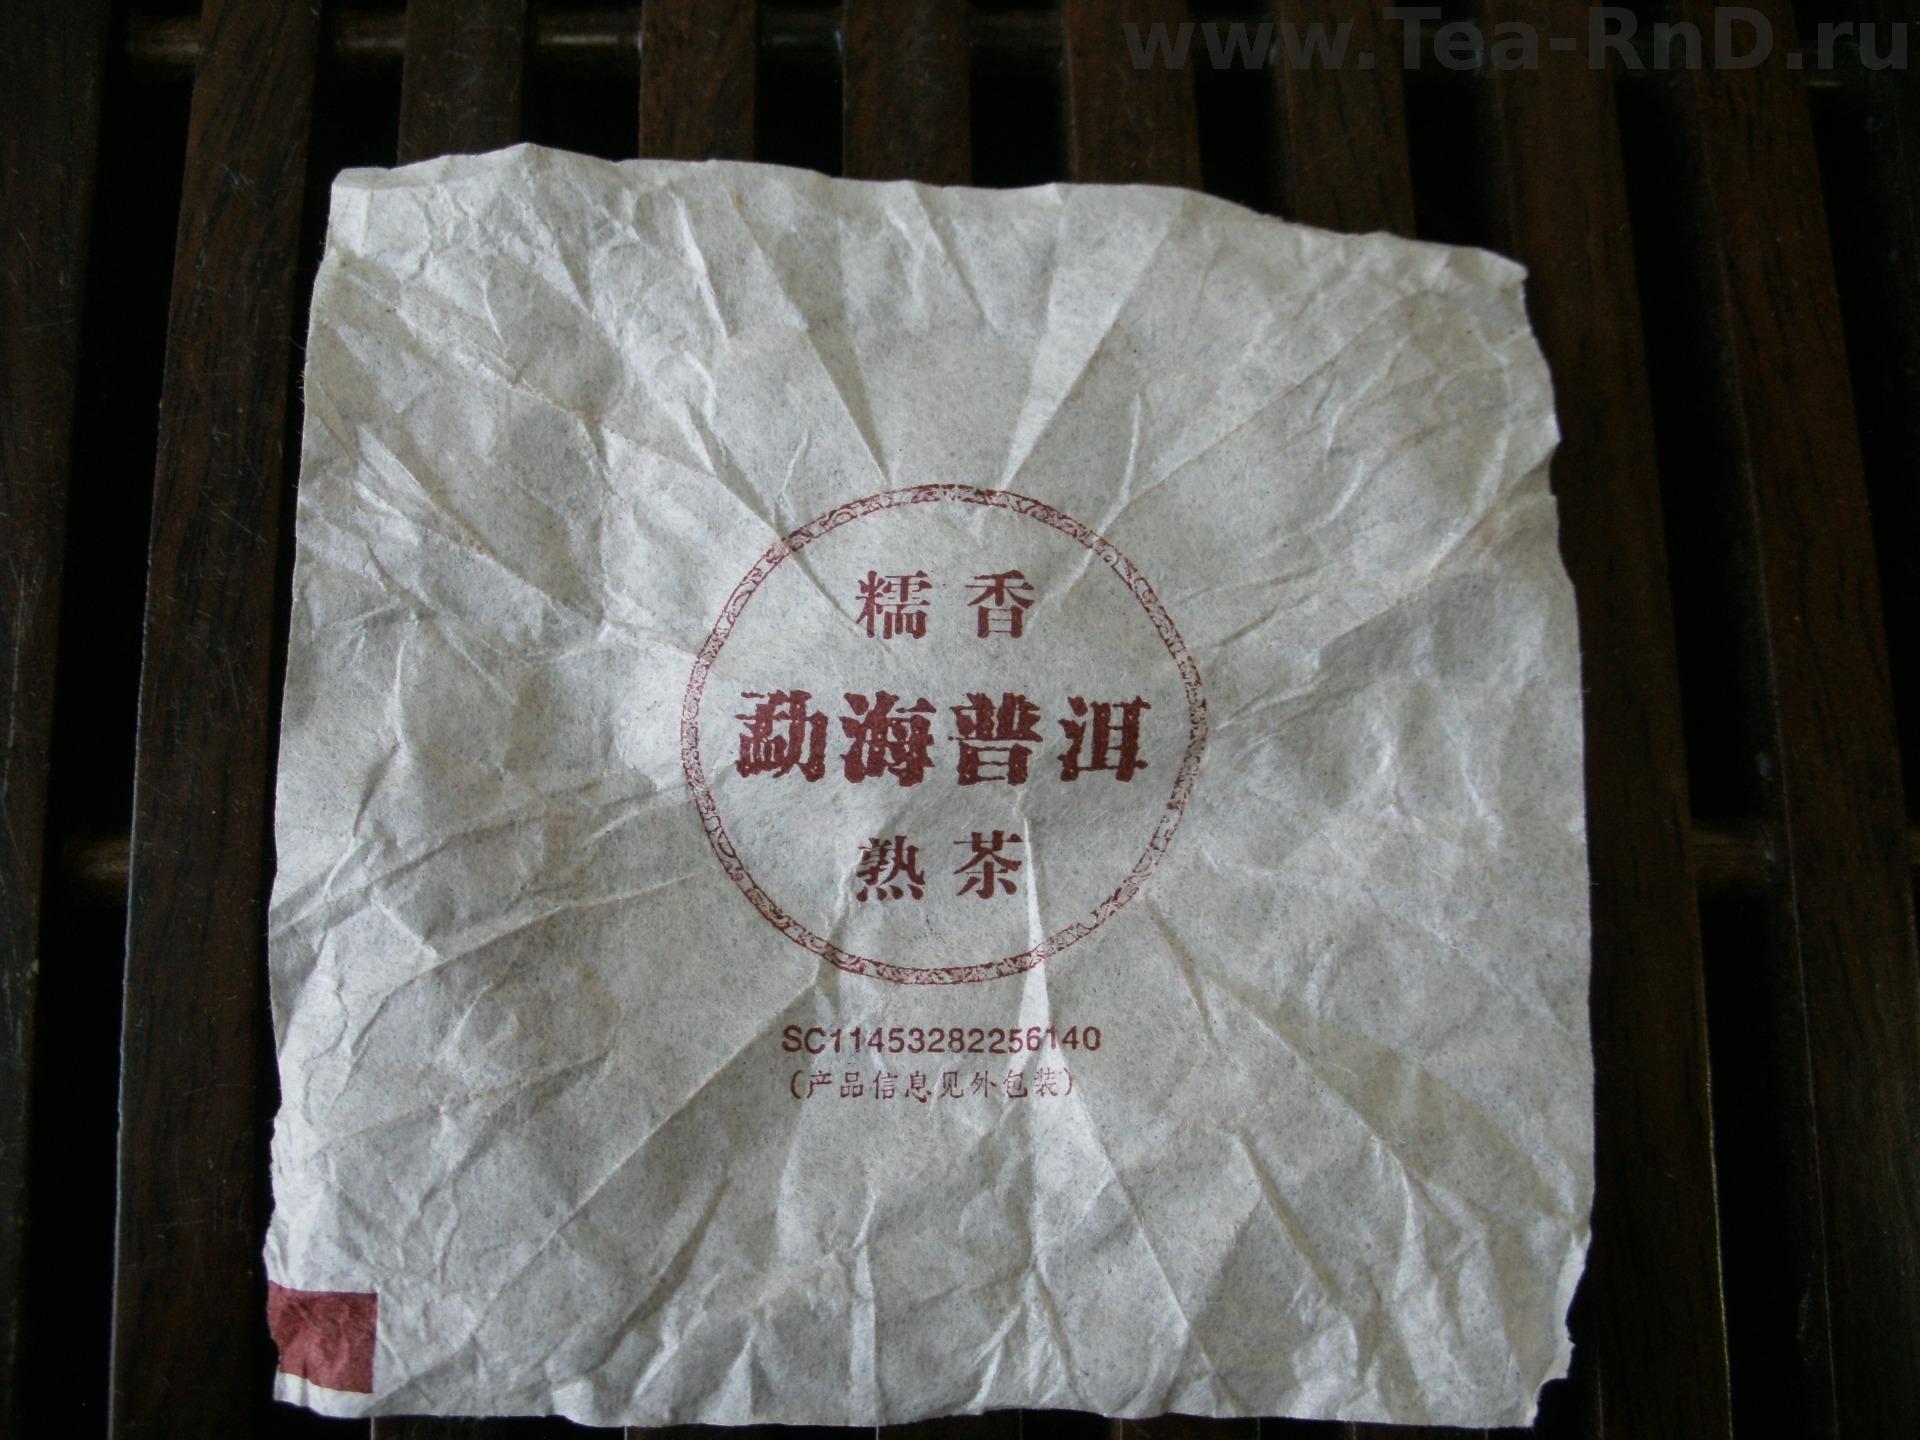 www.Tea-RnD.ru
糯香
勐海普洱
熟茶
SC11453282256140
(产品信息见外包装)